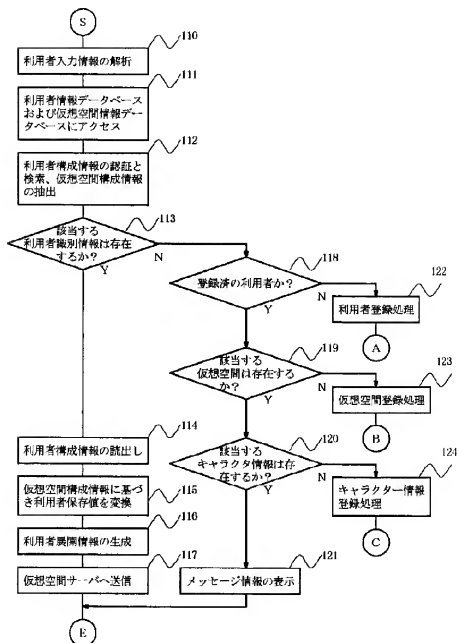 S
110
利用者入力情報の解析
111
利用者情報データベース
および仮想空間情報デー
タベースにアクセス
112
利用者構成情報の認証と
検索、仮想空間構成情報
の抽出
113
該当する
利用者識別情報は存在
するか?
N
Y
118
登録済の利用者か?
N
Y
122
利用者登録処理
A
119
該当する
仮想空間は存在する
か?
N
Y
123
仮想空間登録処理
B
114
利用者構成情報の読出し
120
該当する
キャラクタ情報は存
在するか?
N
Y
124
キャラクター情報
登録処理
C
115
仮想空間構成情報に基づ
き利用者保存値を変換
116
利用者展開情報の生成
117
仮想空間サーバへ送信
121
メッセージ情報の表示
E